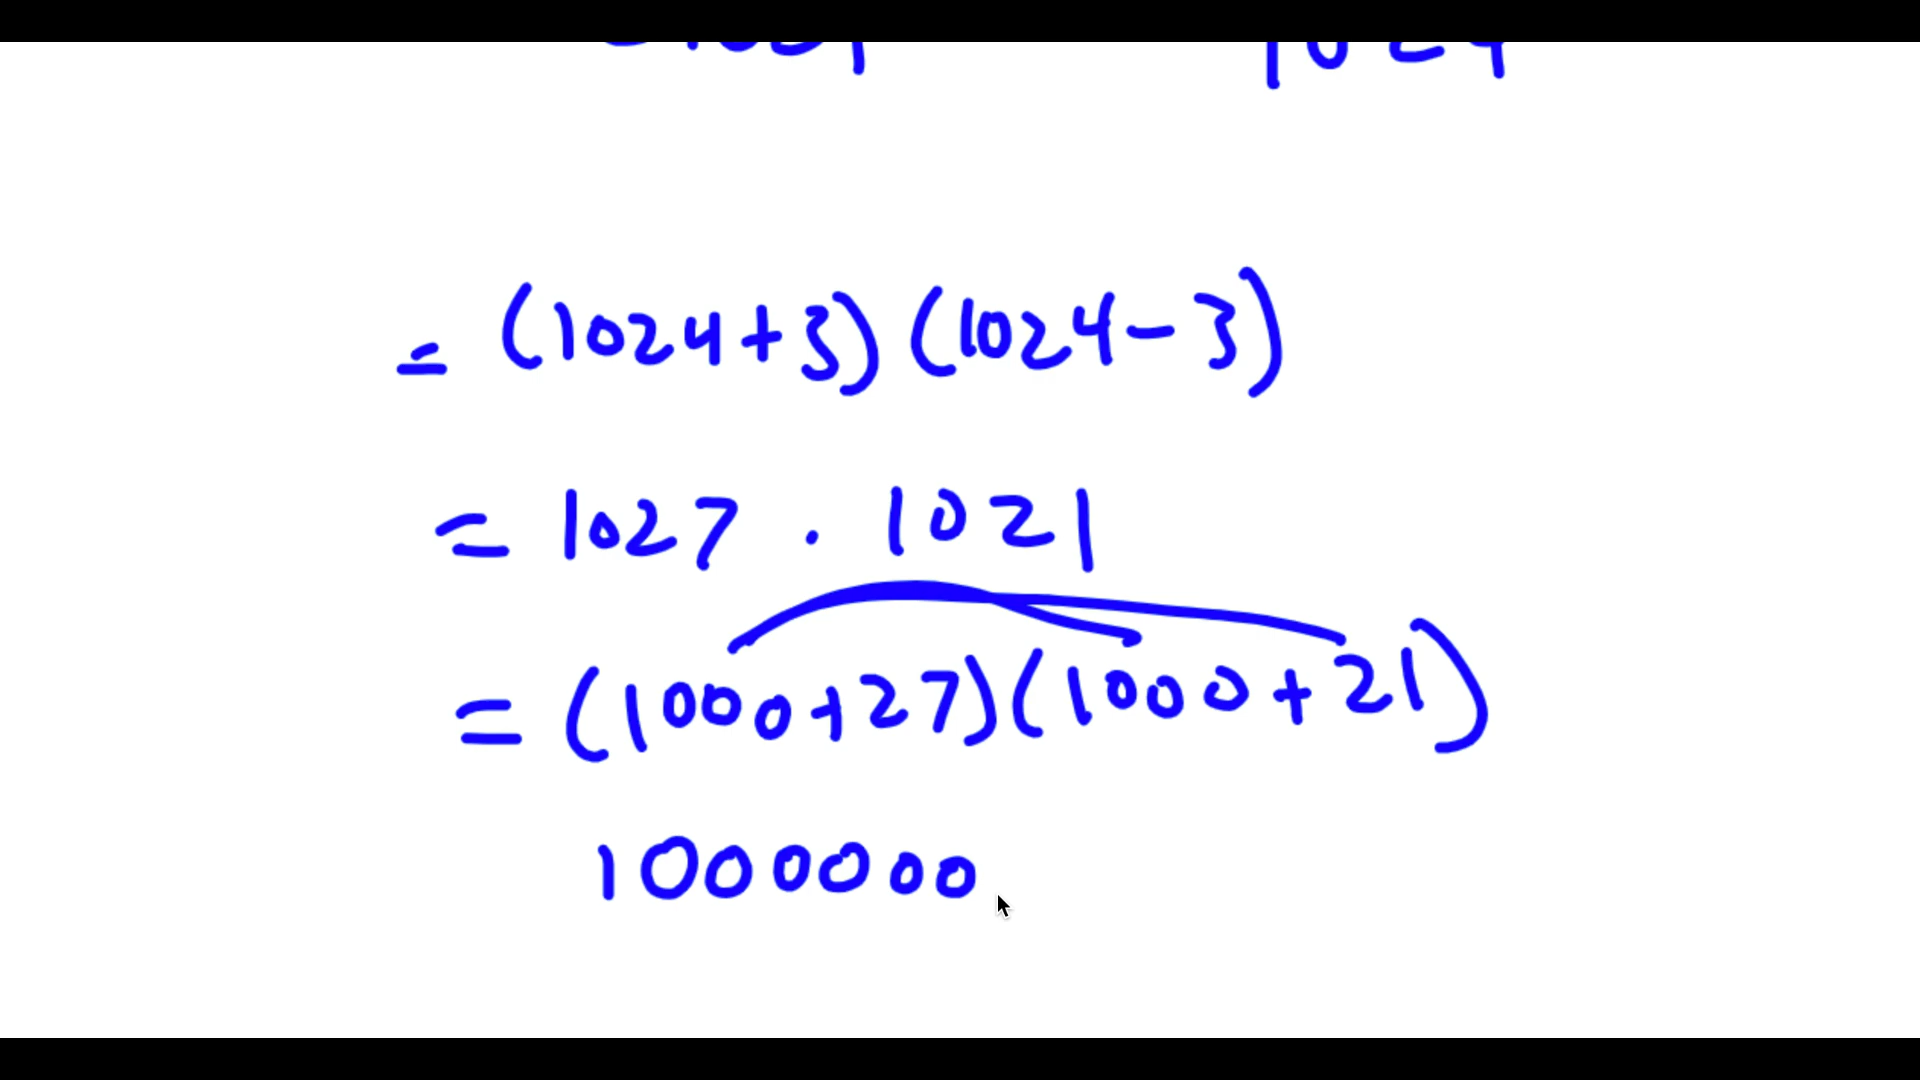 = (1024+3)(1024-3)
= 1027 . 1021
= (1000+27)(1000+21)
1000000